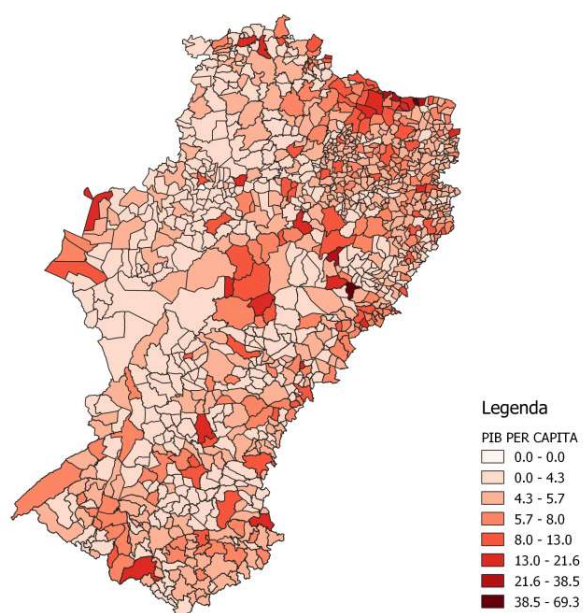 Legenda
PIB PER CAPITA
0.0 - 0.0
0.0 - 4.3
4.3 - 5.7
5.7 - 8.0
8.0 - 13.0
13.0 - 21.6
21.6 - 38.5
38.5 - 69.3